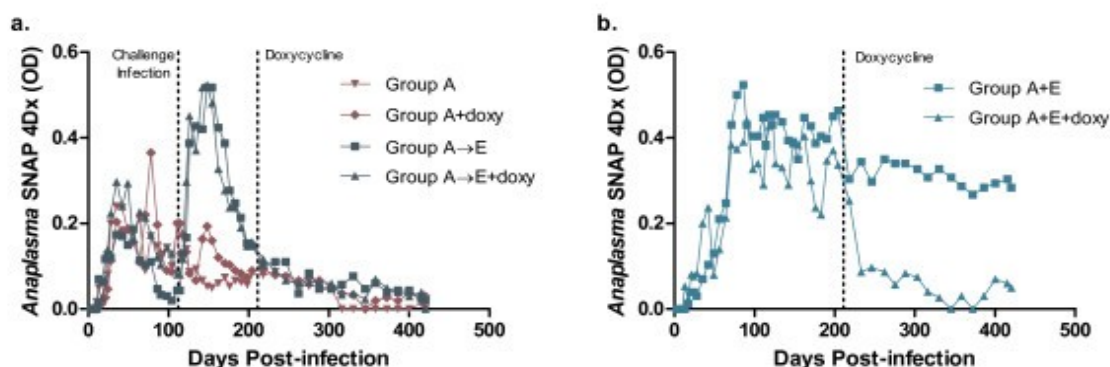 a.
Anaplasma SNAP 4Dx (OD)
0.6
0.4
0.2
0.0
Challenge
Infection
Doxycycline
Group A
Group A+doxy
Group A→E
Group A→E+doxy
0 100 200 300 400 500
Days Post-infection
b.
Anaplasma SNAP 4Dx (OD)
0.6
0.4
0.2
0.0
Doxycycline
Group A+E
Group A+E+doxy
0 100 200 300 400 500
Days Post-infection